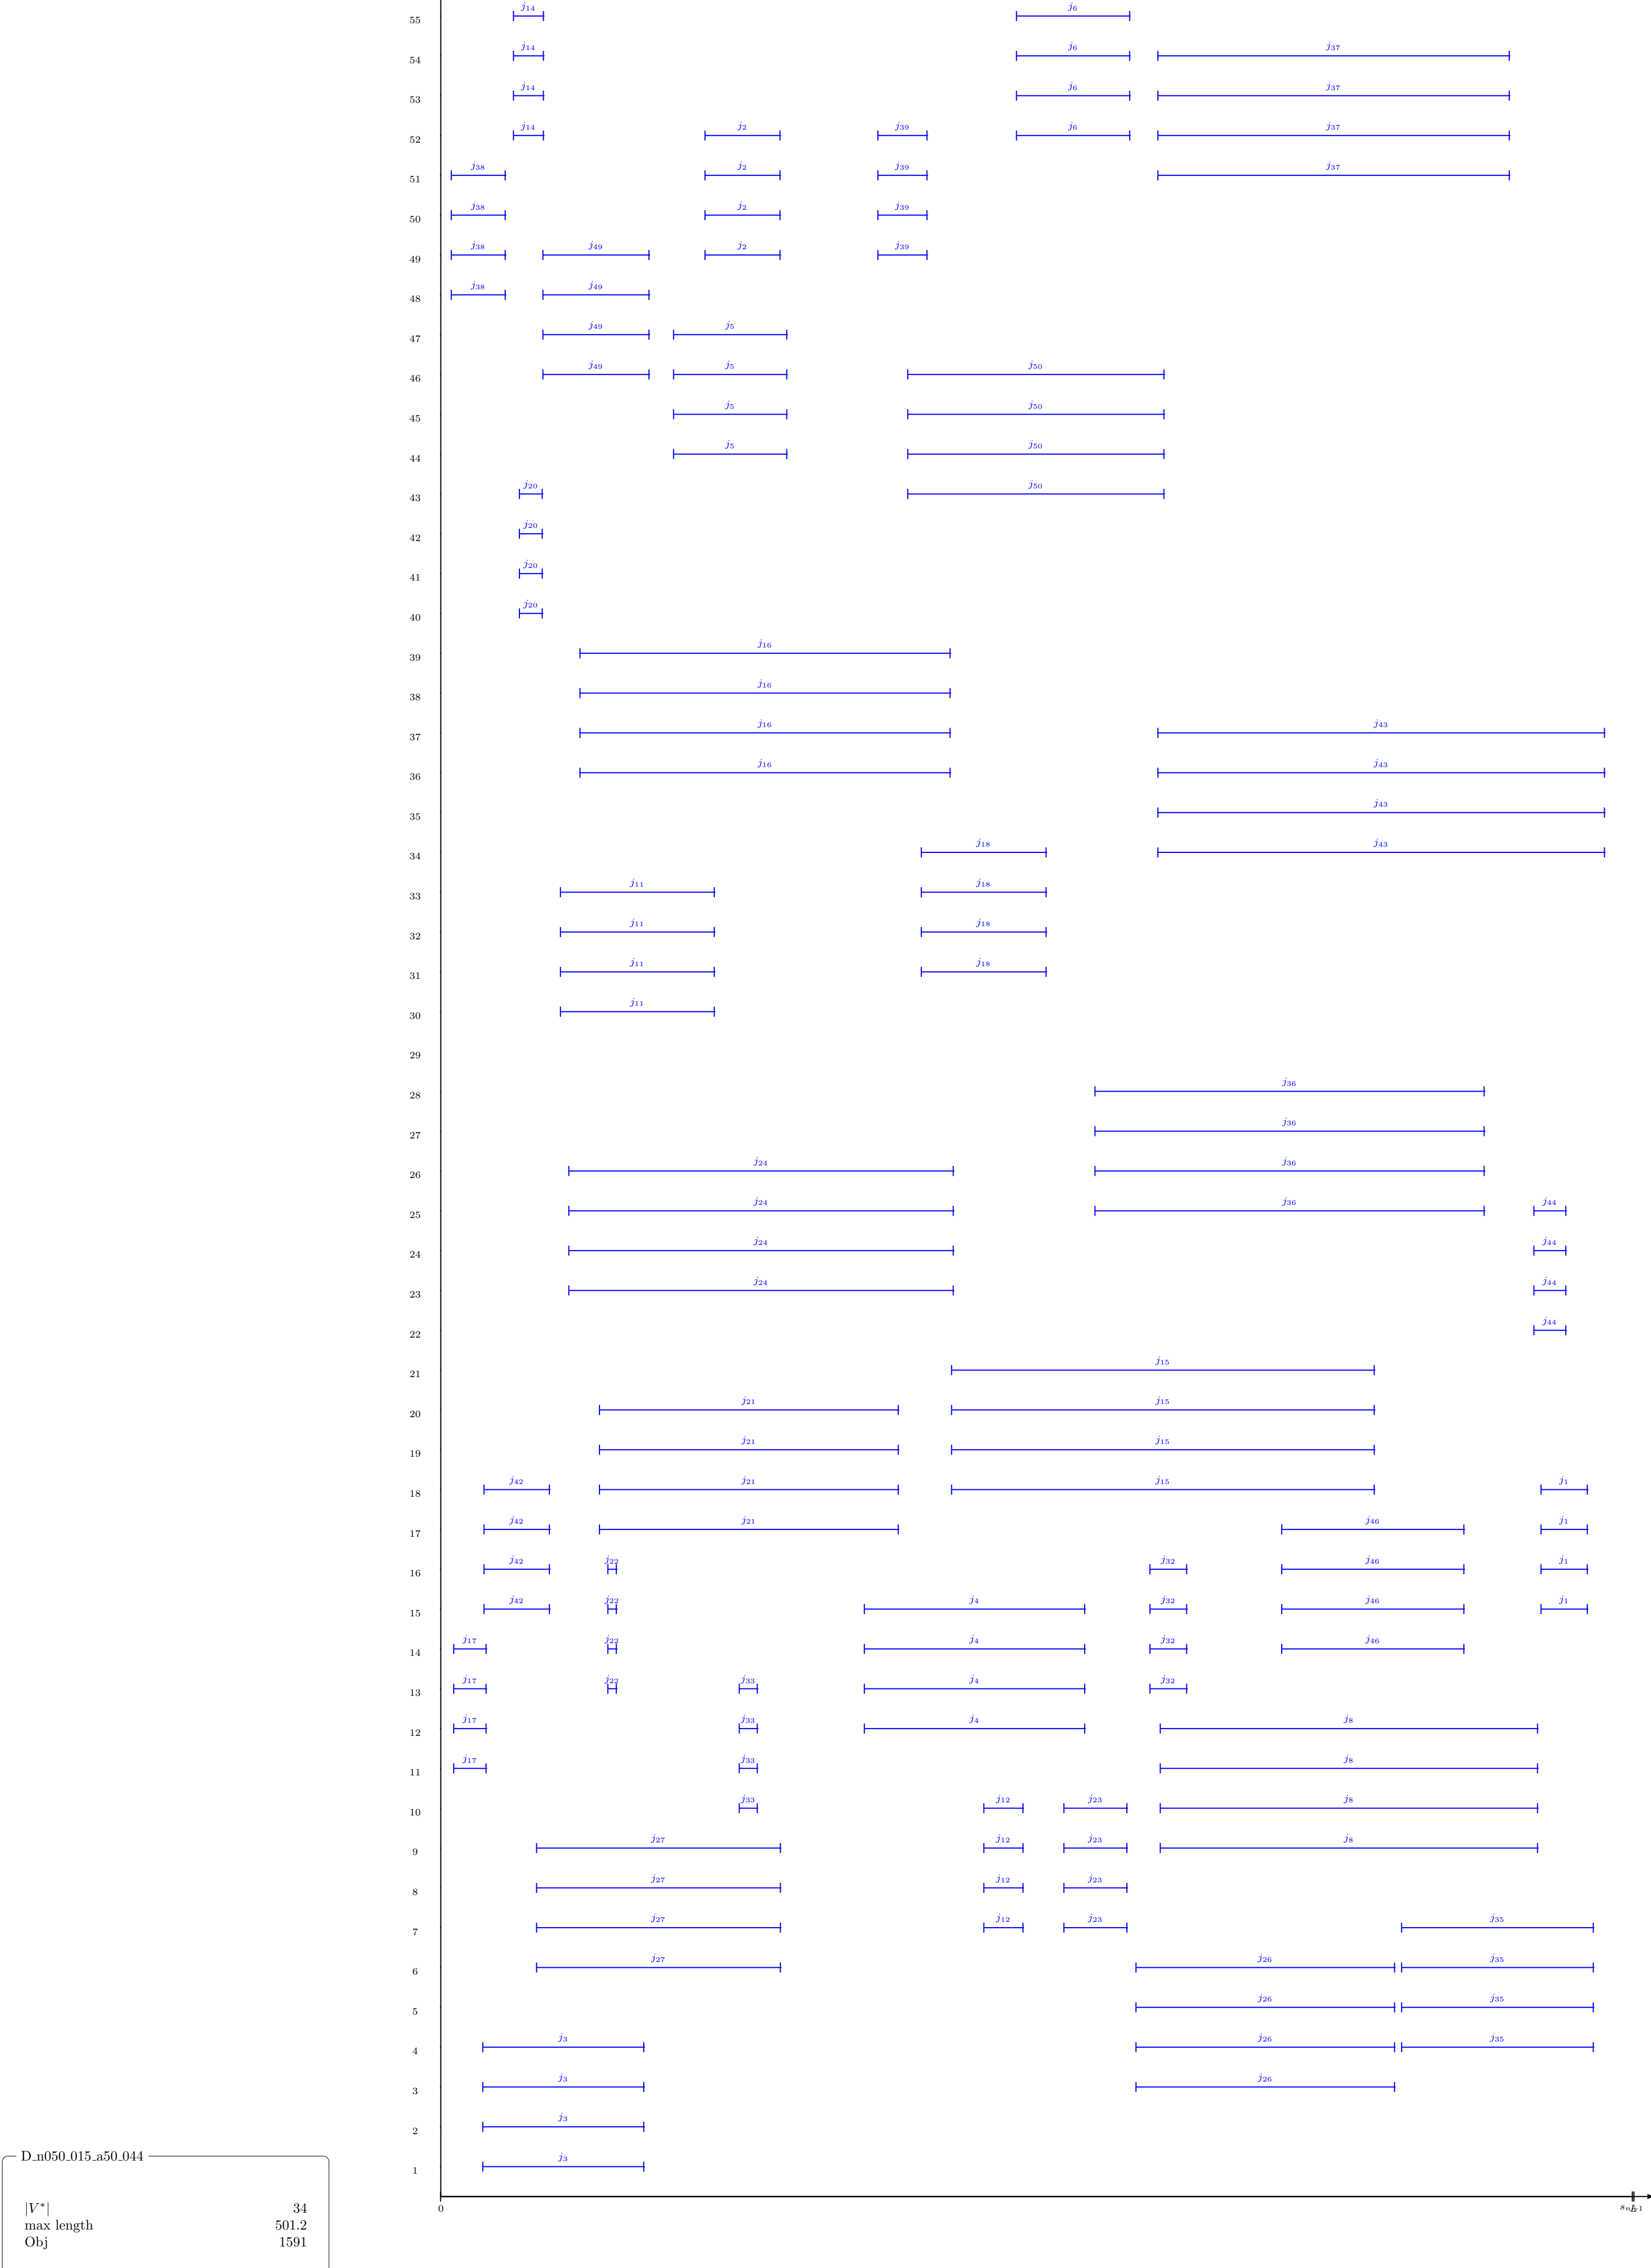 55 j14 j6
54 j14 j6 j37
53 j14 j6 j37
52 j14 j2 j39 j6 j37
51 j38 j2 j39 j37
50 j38 j2 j39
49 j38 j49 j2 j39
48 j38 j49
47 j49 j5
46 j49 j5 j50
45 j5 j50
44 j5 j50
43 j20 j50
42 j20
41 j20
40 j20
39 j16
38 j16
37 j16 j43
36 j16 j43
35 j43
34 j18 j43
33 j11 j18
32 j11 j18
31 j11 j18
30 j11
29
28 j36
27 j36
26 j24 j36
25 j24 j36 j44
24 j24 j44
23 j24 j44
22 j44
21 j15
20 j21 j15
19 j21 j15
18 j42 j21 j15 j1
17 j42 j21 j46 j1
16 j42 j22 j32 j46 j1
15 j42 j22 j4 j32 j46 j1
14 j17 j22 j4 j32 j46
13 j17 j22 j33 j4 j32
12 j17 j33 j4 j8
11 j17 j33 j8
10 j33 j12 j23 j8
9 j27 j12 j23 j8
8 j27 j12 j23
7 j27 j12 j23 j35
6 j27 j26 j35
5 j26 j35
4 j3 j26 j35
3 j3 j26
2 j3
1 j3
0
D_n050_015_a50_044
|V*| 34
max length 501.2
Obj 1591